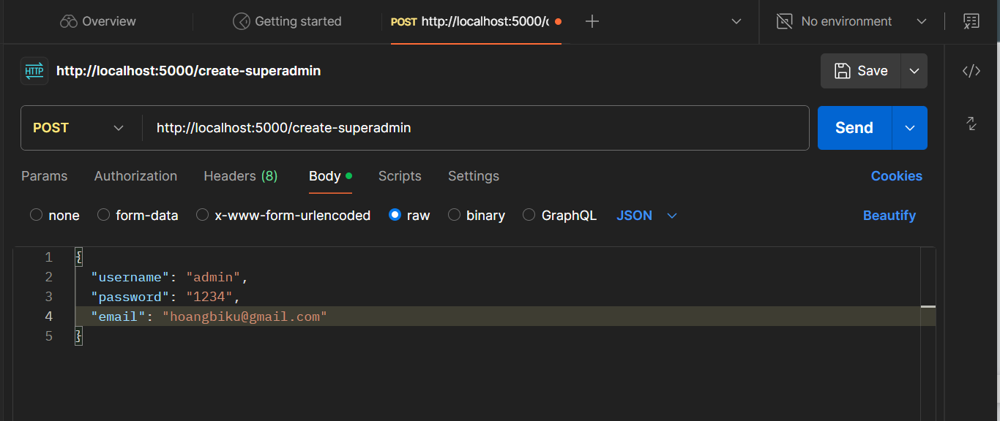 Overview Getting started POST http://localhost:5000/c No environment
HTTP http://localhost:5000/create-superadmin Save
POST http://localhost:5000/create-superadmin Send
Params Authorization Headers (8) Body Scripts Settings Cookies
none form-data x-www-form-urlencoded raw binary GraphQL JSON Beautify
1 {
2 "username": "admin",
3 "password": "1234",
4 "email": "hoangbiku@gmail.com"
5 }